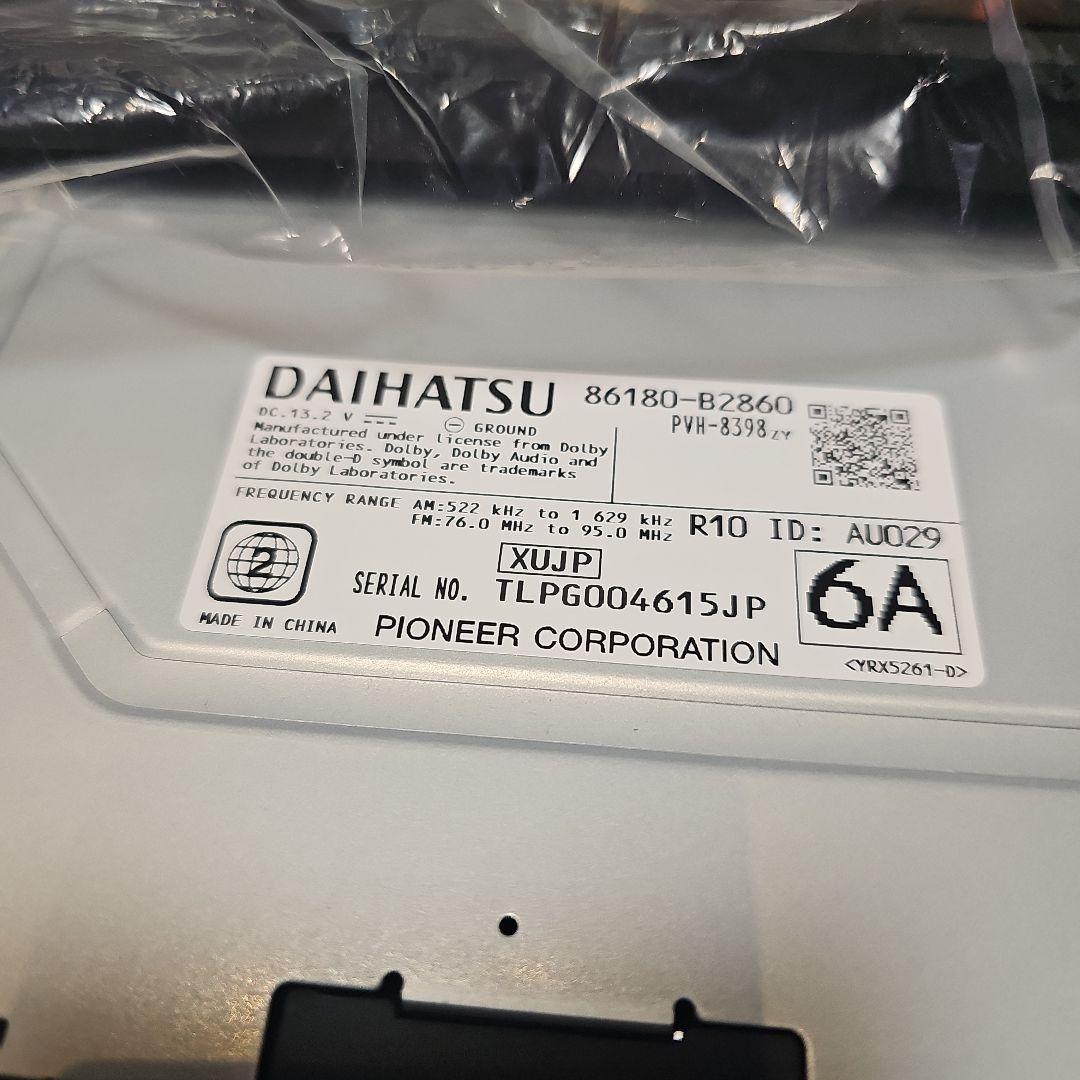 DAIHATSU 86180-B2860
DC.13.2 V
GROUND
PVH-8398ZY
Manufactured under license from Dolby
Laboratories. Dolby, Dolby Audio and
the double-D symbol are trademarks
of Dolby Laboratories.
FREQUENCY RANGE AM:522 kHz to 1 629 kHz
FM:76.0 MHz to 95.0 MHz
R10 ID: AU029
2
XUJP
6A
SERIAL NO. TLPG004615JP
MADE IN CHINA
PIONEER CORPORATION
<YRX5261-D>